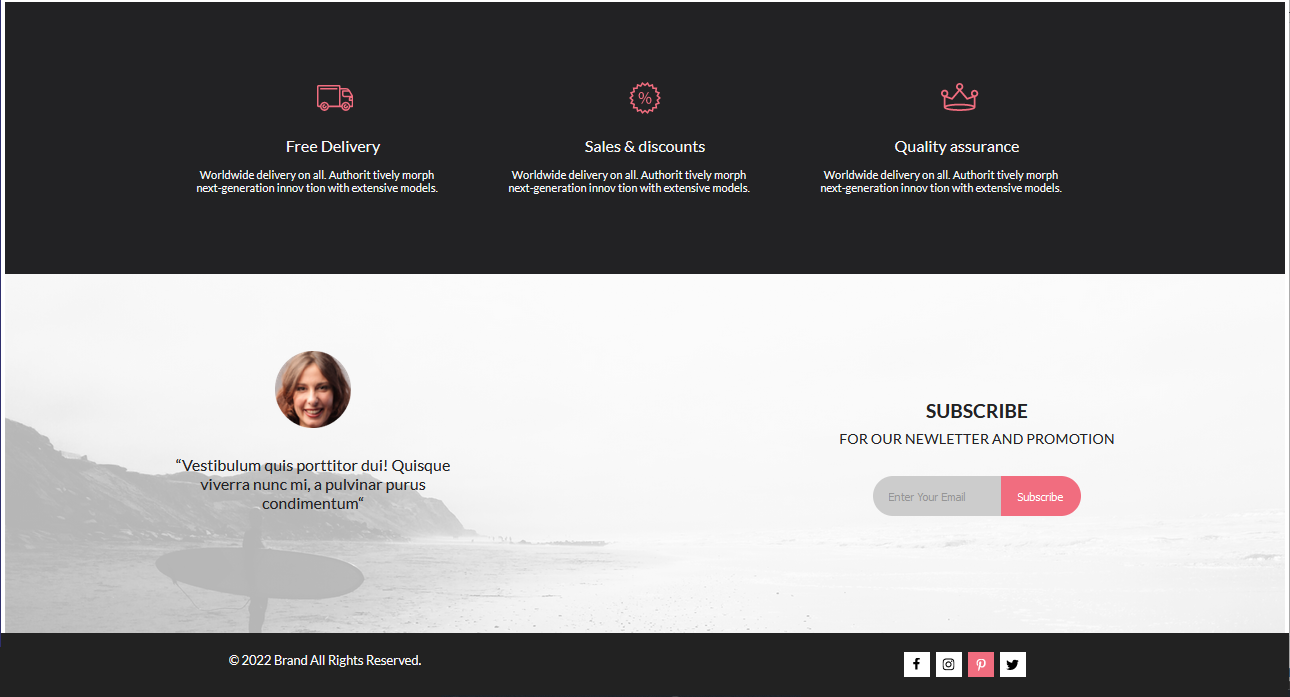 %
Free Delivery
Worldwide delivery on all. Authorit tively morph
next-generation innov tion with extensive models.
Sales & discounts
Worldwide delivery on all. Authorit tively morph
next-generation innov tion with extensive models.
Quality assurance
Worldwide delivery on all. Authorit tively morph
next-generation innov tion with extensive models.
“Vestibulum quis porttitor dui! Quisque
viverra nunc mi, a pulvinar purus
condimentum“
SUBSCRIBE
FOR OUR NEWLETTER AND PROMOTION
Enter Your Email
Subscribe
© 2022 Brand All Rights Reserved.